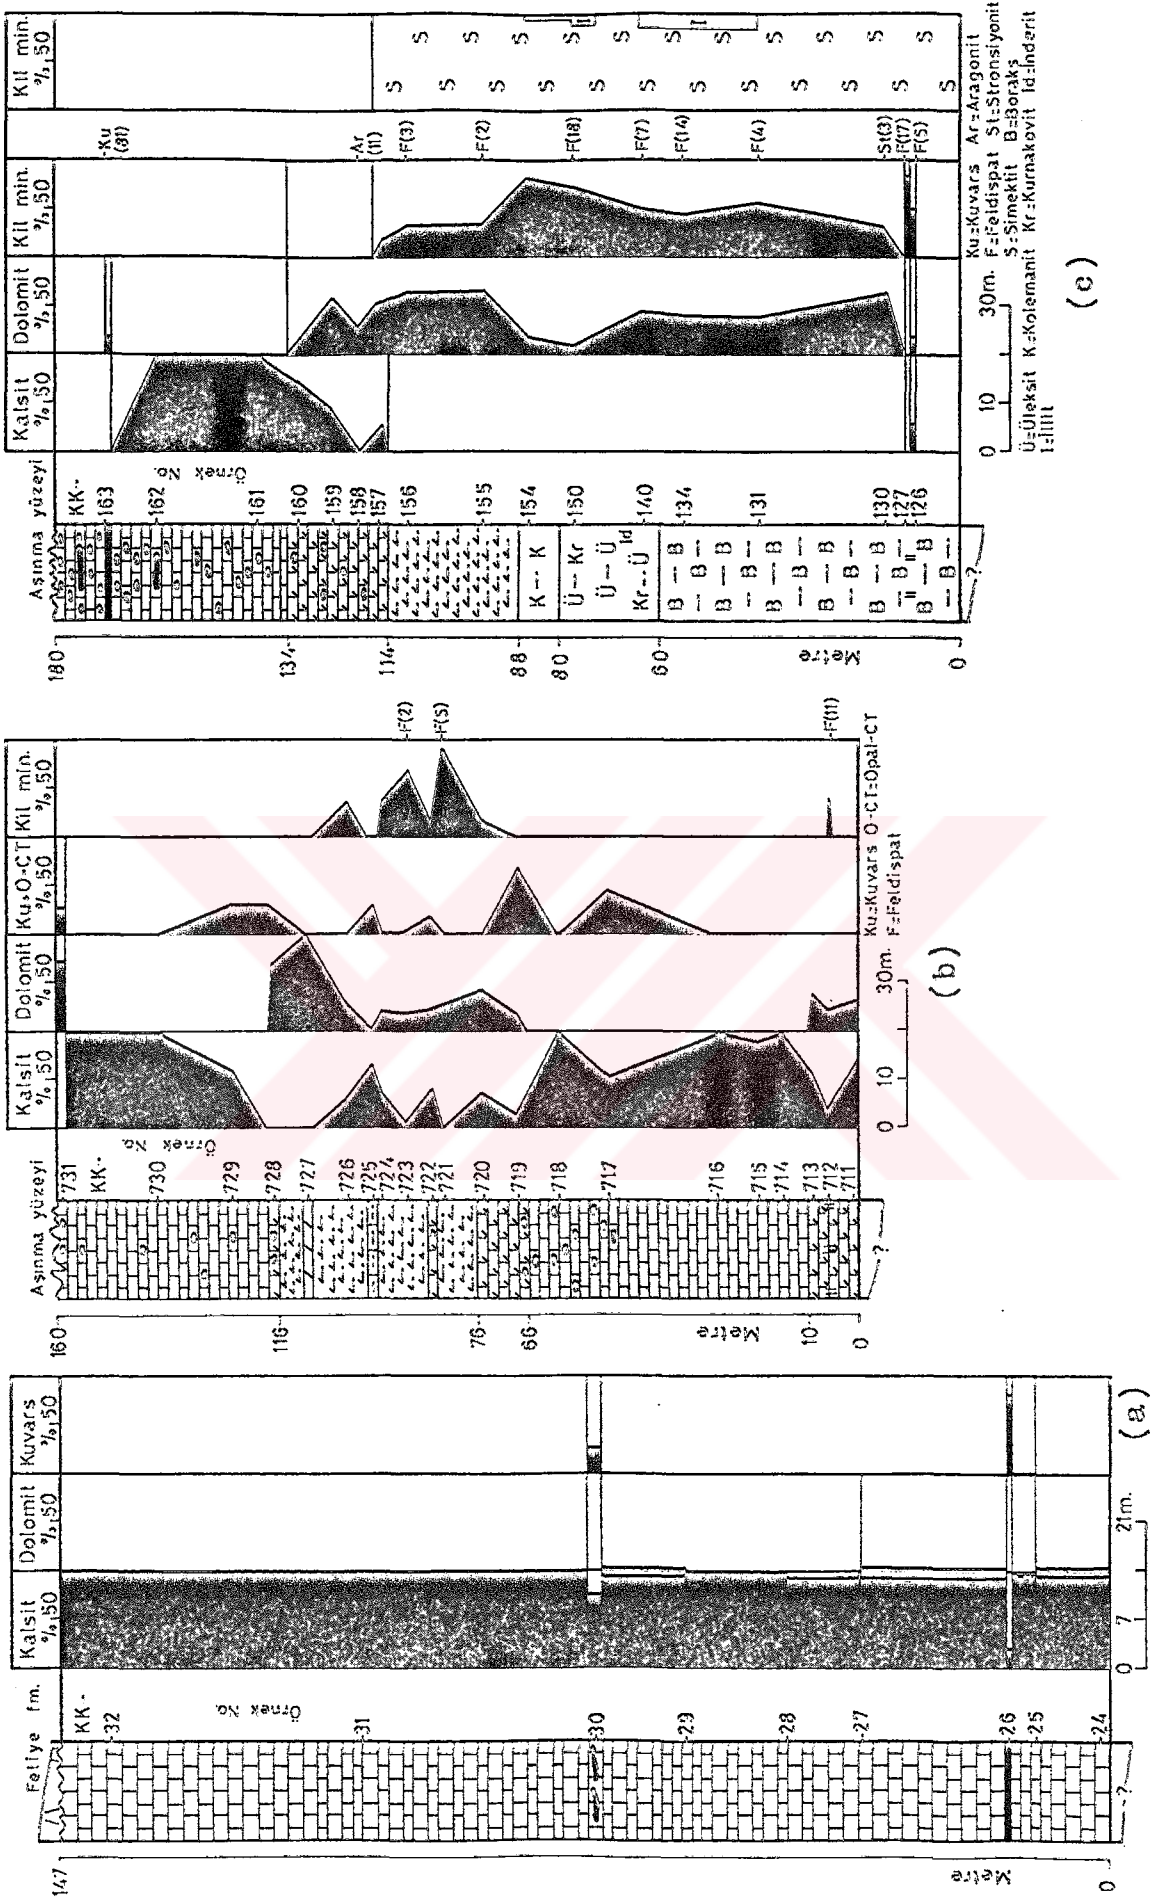 Fetiye fm.
147
0
Metre
KK-
Örnek No.
32
31
30
29
28
27
26
25
24
?
Kalsit
%,50
Dolomit
%,50
Kuvars
%,50
0 7 21m.
(a)
Aşınma yüzeyi
160
116
76
66
10
0
Metre
731
KK-
Örnek No.
730
729
728
727
726
725
724
723
722
721
720
719
718
717
716
715
714
713
712
711
?
Kalsit
%,50
Dolomit
%,50
Ku+O-CT
%,50
Kil min.
%,50
F(2)
F(5)
F(11)
0 10 30m.
Ku=Kuvars O-CT=Opal-CT
F=Feldispat
(b)
Aşınma yüzeyi
180
134
114
88
80
60
0
Metre
KK-
Örnek No.
163
162
161
160
159
158
157
156
155
154
150
140
134
131
130
127
126
K--K
Ü--Kr
Ü--Ü
Kr--Ü Id
B--B
?
Kalsit
%,50
Dolomit
%,50
Kil min.
%,50
Ku
(81)
Ar
(11)
F(3)
F(2)
F(18)
F(7)
F(14)
F(4)
St(3)
F(17)
F(5)
Kil min.
%,50
S S S S S S S S S S S
S S S S S S S S S S S S
I
I
0 10 30m.
Ku=Kuvars Ar=Aragonit
F=Feldispat St=Stronsiyonit
S=Simektit B=Boraks
Ü=Üleksit K=Kolemanit Kr=Kurnakovit Id=İnderit
I=İllit
(c)